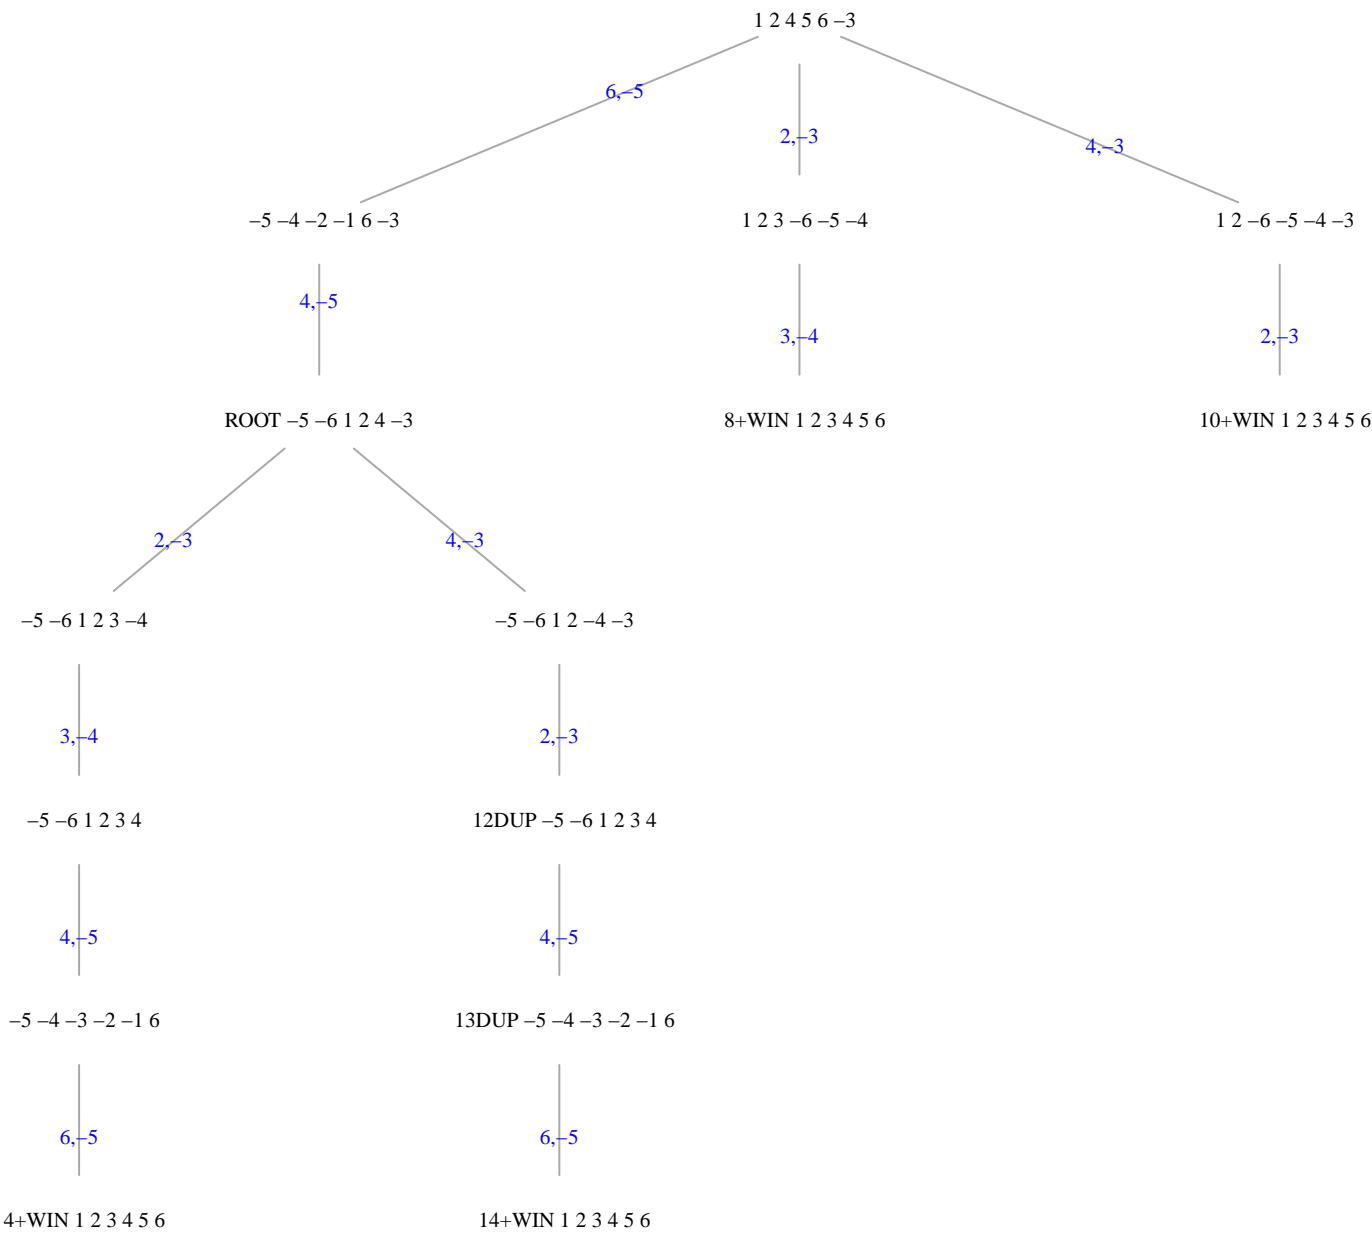 1 2 4 5 6 −3
6,−5
2,−3
4,−3
−5 −4 −2 −1 6 −3
1 2 3 −6 −5 −4
1 2 −6 −5 −4 −3
4,−5
3,−4
2,−3
ROOT −5 −6 1 2 4 −3
8+WIN 1 2 3 4 5 6
10+WIN 1 2 3 4 5 6
2,−3
4,−3
−5 −6 1 2 3 −4
−5 −6 1 2 −4 −3
3,−4
2,−3
−5 −6 1 2 3 4
12DUP −5 −6 1 2 3 4
4,−5
4,−5
−5 −4 −3 −2 −1 6
13DUP −5 −4 −3 −2 −1 6
6,−5
6,−5
4+WIN 1 2 3 4 5 6
14+WIN 1 2 3 4 5 6